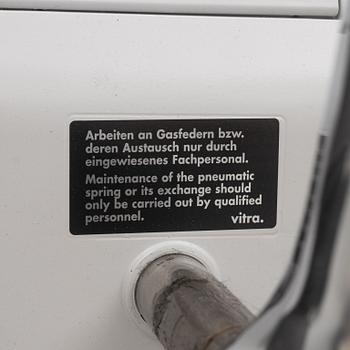 Arbeiten an Gasfedern bzw.
deren Austausch nur durch
eingewiesenes Fachpersonal.
Maintenance of the pneumatic
spring or its exchange should
only be carried out by qualified
personnel. vitra.